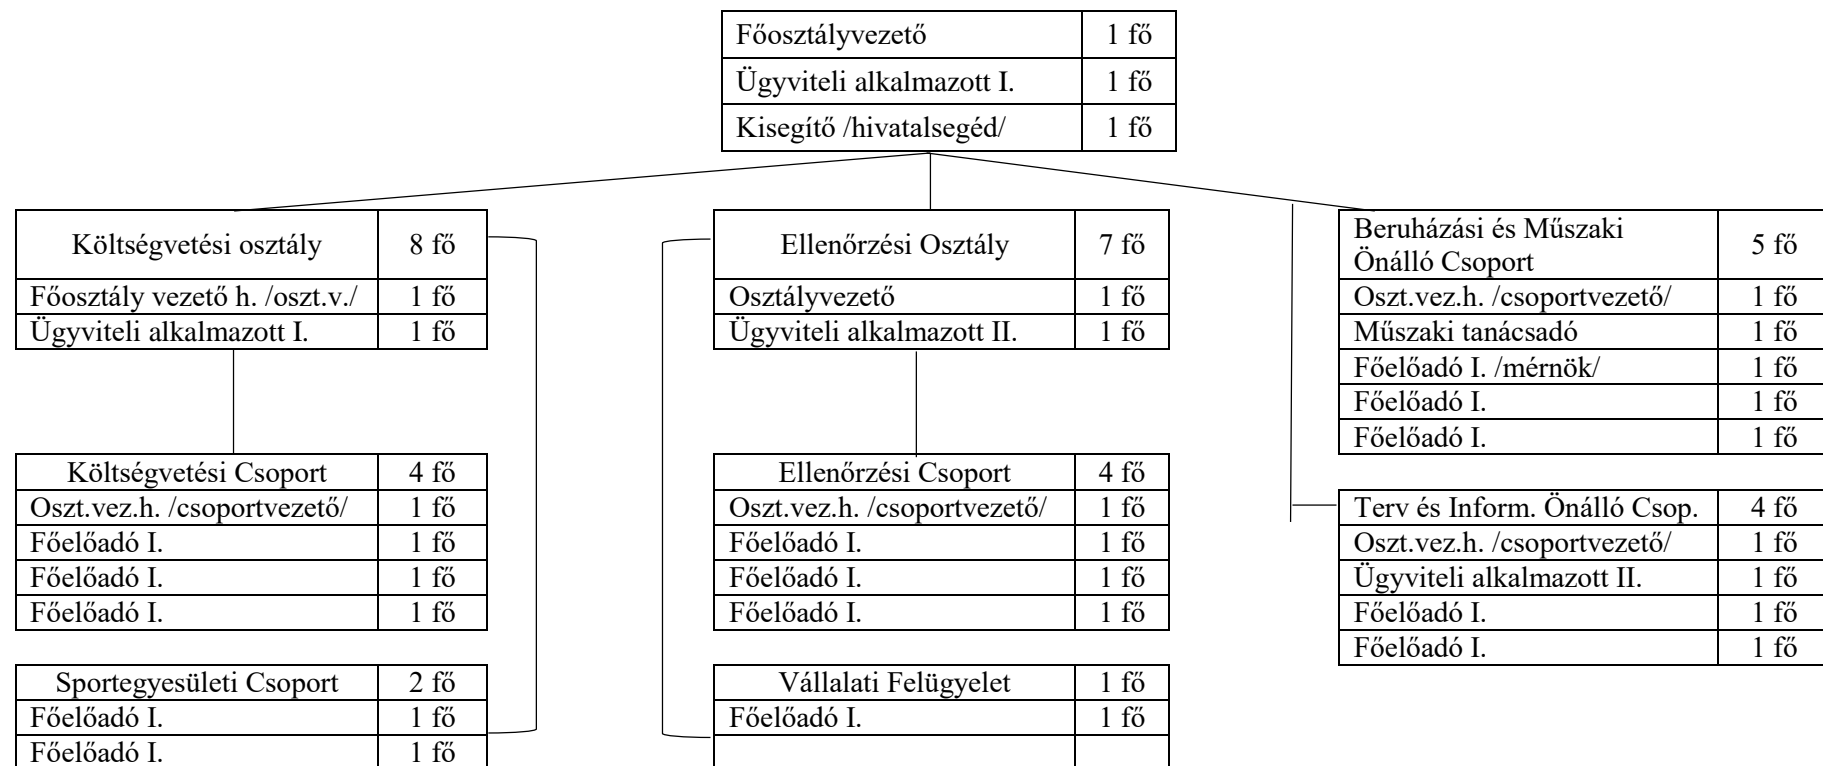 Főosztályvezető 1 fő
Ügyviteli alkalmazott I. 1 fő
Kisegítő /hivatalsegéd/ 1 fő
Költségvetési osztály 8 fő
Főosztály vezető h. /oszt.v./ 1 fő
Ügyviteli alkalmazott I. 1 fő
Költségvetési Csoport 4 fő
Oszt.vez.h. /csoportvezető/ 1 fő
Főelőadó I. 1 fő
Főelőadó I. 1 fő
Főelőadó I. 1 fő
Sportegyesületi Csoport 2 fő
Főelőadó I. 1 fő
Főelőadó I. 1 fő
Ellenőrzési Osztály 7 fő
Osztályvezető 1 fő
Ügyviteli alkalmazott II. 1 fő
Ellenőrzési Csoport 4 fő
Oszt.vez.h. /csoportvezető/ 1 fő
Főelőadó I. 1 fő
Főelőadó I. 1 fő
Főelőadó I. 1 fő
Vállalati Felügyelet 1 fő
Főelőadó I. 1 fő
Beruházási és Műszaki
Önálló Csoport 5 fő
Oszt.vez.h. /csoportvezető/ 1 fő
Műszaki tanácsadó 1 fő
Főelőadó I. /mérnök/ 1 fő
Főelőadó I. 1 fő
Főelőadó I. 1 fő
Terv és Inform. Önálló Csop. 4 fő
Oszt.vez.h. /csoportvezető/ 1 fő
Ügyviteli alkalmazott II. 1 fő
Főelőadó I. 1 fő
Főelőadó I. 1 fő